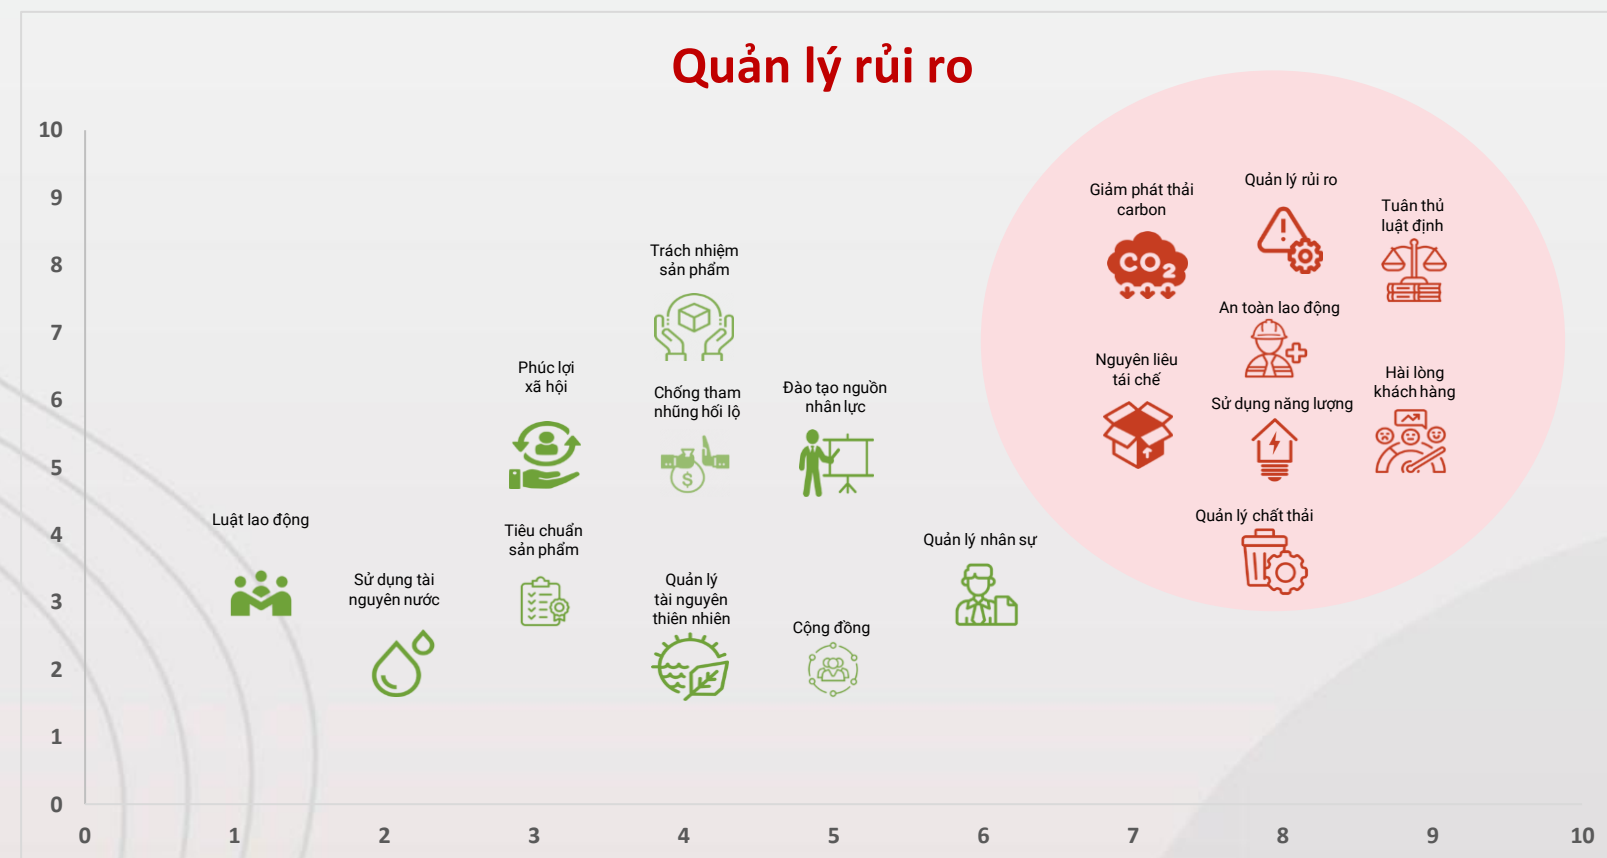 Quản lý rủi ro
10
9
8
7
6
5
4
3
2
1
0
0
1
2
3
4
5
6
7
8
9
10
Luật lao động
Sử dụng tài
nguyên nước
Phúc lợi
xã hội
Tiêu chuẩn
sản phẩm
Trách nhiệm
sản phẩm
Chống tham
nhũng hối lộ
$
Quản lý
tài nguyên
thiên nhiên
Đào tạo nguồn
nhân lực
Cộng đồng
Quản lý nhân sự
Giảm phát thải
carbon
CO2
Nguyên liêu
tái chế
Quản lý rủi ro
An toàn lao động
Sử dụng năng lượng
Quản lý chất thải
Tuân thủ
luật định
Hài lòng
khách hàng